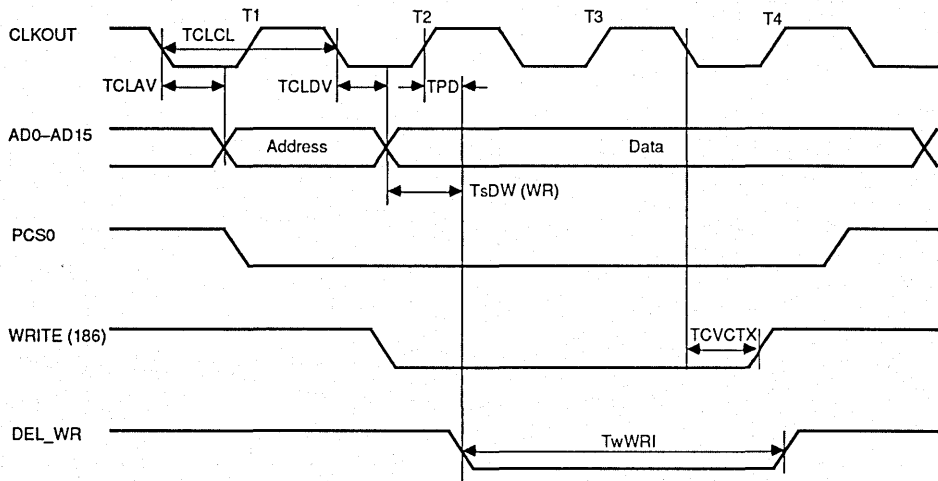 T1 T2 T3 T4
CLKOUT
TCLCL
TCLAV TCLDV TPD
AD0–AD15 Address Data
TsDW (WR)
PCS0
WRITE (186)
TCVCTX
DEL_WR
TwWRI